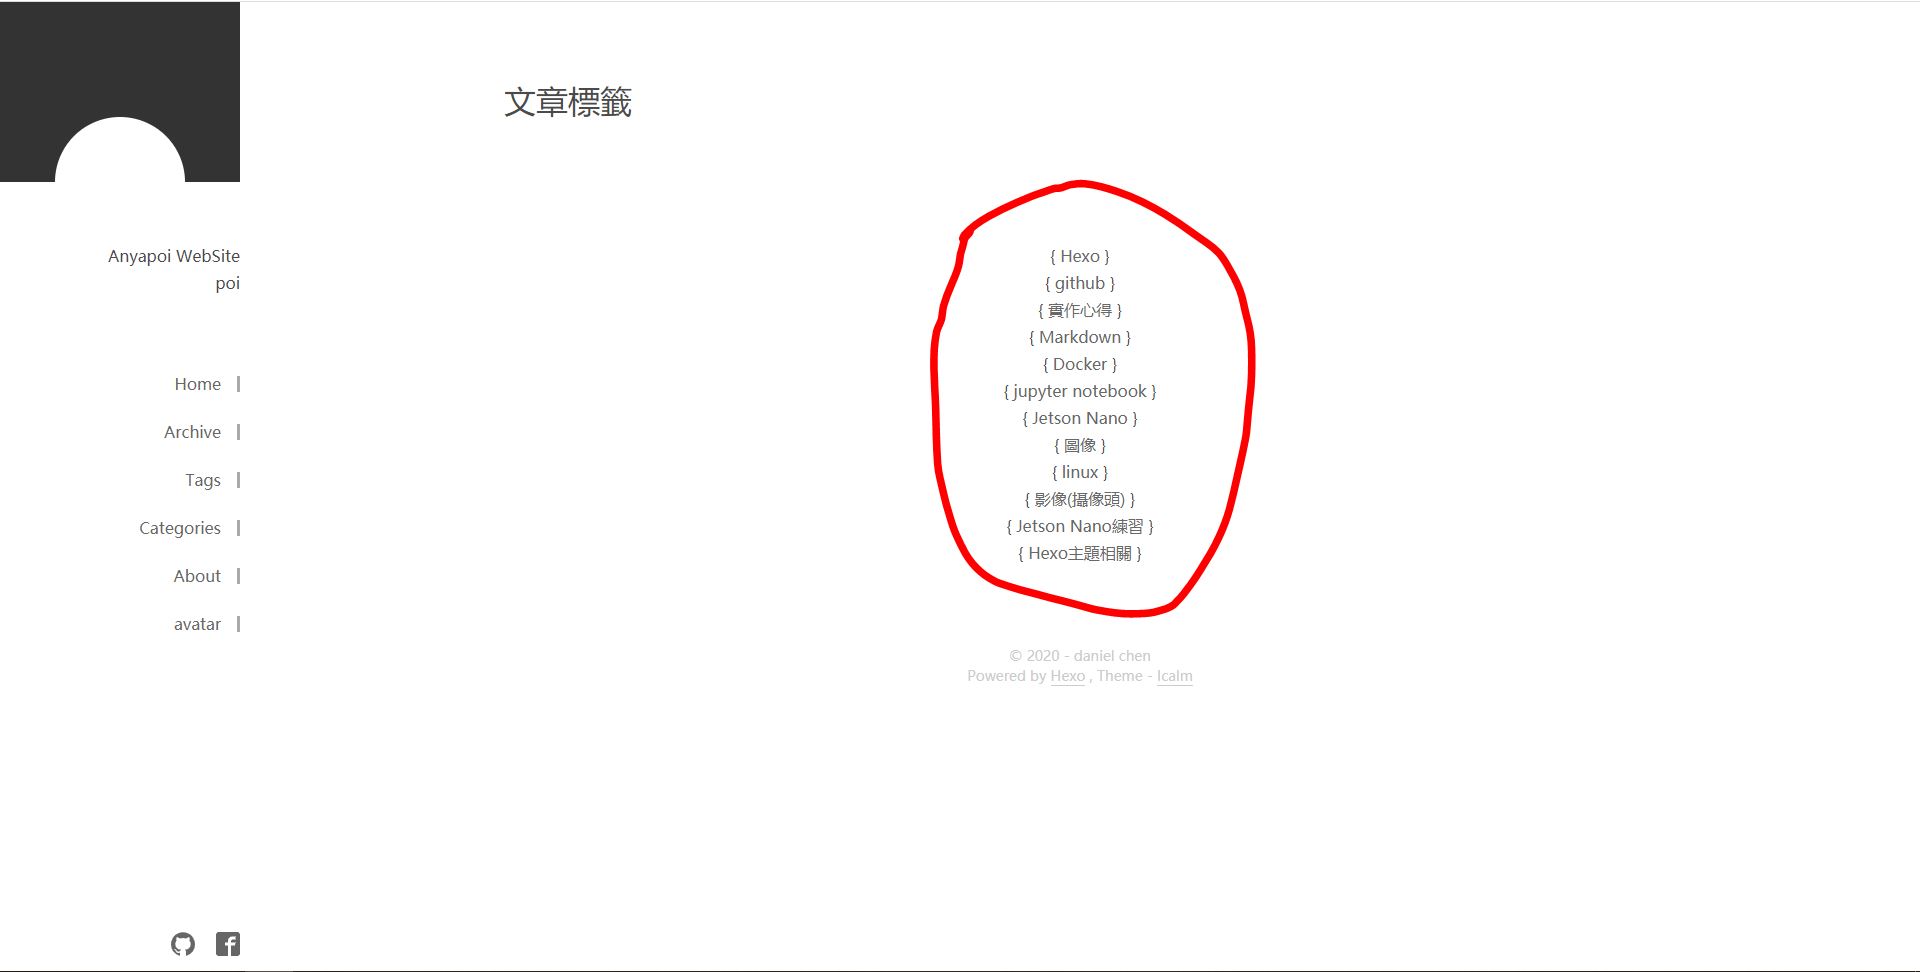 Anyapoi WebSite
poi
Home
Archive
Tags
Categories
About
avatar
文章標籤
{ Hexo }
{ github }
{ 實作心得 }
{ Markdown }
{ Docker }
{ jupyter notebook }
{ Jetson Nano }
{ 圖像 }
{ linux }
{ 影像(攝像頭) }
{ Jetson Nano練習 }
{ Hexo主題相關 }
© 2020 - daniel chen
Powered by Hexo , Theme - lcalm